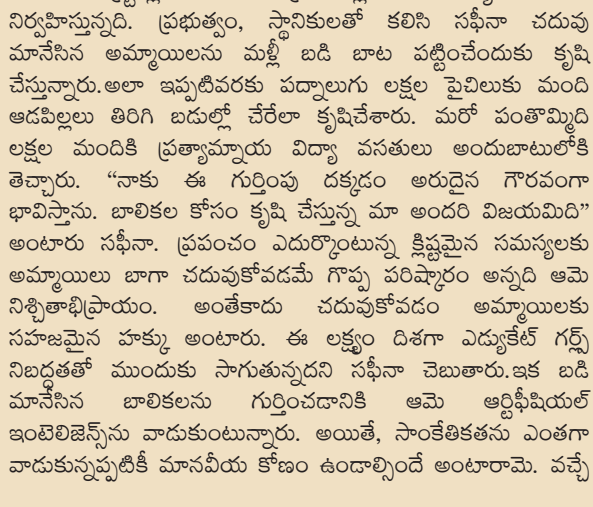 నిర్వహిస్తున్నది. ప్రభుత్వం, స్థానికులతో కలిసి సఫీనా చదువు
మానేసిన అమ్మాయిలను మళ్లీ బడి బాట పట్టించేందుకు కృషి
చేస్తున్నారు.అలా ఇప్పటివరకు పద్నాలుగు లక్షల పైచిలుకు మంది
ఆడపిల్లలు తిరిగి బడుల్లో చేరేలా కృషిచేశారు. మరో పంతొమ్మిది
లక్షల మందికి ప్రత్యామ్నాయ విద్యా వసతులు అందుబాటులోకి
తెచ్చారు. “నాకు ఈ గుర్తింపు దక్కడం అరుదైన గౌరవంగా
భావిస్తాను. బాలికల కోసం కృషి చేస్తున్న మా అందరి విజయమిది”
అంటారు సఫీనా. ప్రపంచం ఎదుర్కొంటున్న క్లిష్టమైన సమస్యలకు
అమ్మాయిలు బాగా చదువుకోవడమే గొప్ప పరిష్కారం అన్నది ఆమె
నిశ్చితాభిప్రాయం. అంతేకాదు చదువుకోవడం అమ్మాయిలకు
సహజమైన హక్కు అంటారు. ఈ లక్ష్యం దిశగా ఎడ్యుకేట్ గర్ల్స్
నిబద్ధతతో ముందుకు సాగుతున్నదని సఫీనా చెబుతారు.ఇక బడి
మానేసిన బాలికలను గుర్తించడానికి ఆమె ఆర్టిఫీషియల్
ఇంటెలిజెన్స్‌ను వాడుకుంటున్నారు. అయితే, సాంకేతికతను ఎంతగా
వాడుకున్నప్పటికీ మానవీయ కోణం ఉండాల్సిందే అంటారామె. వచ్చే